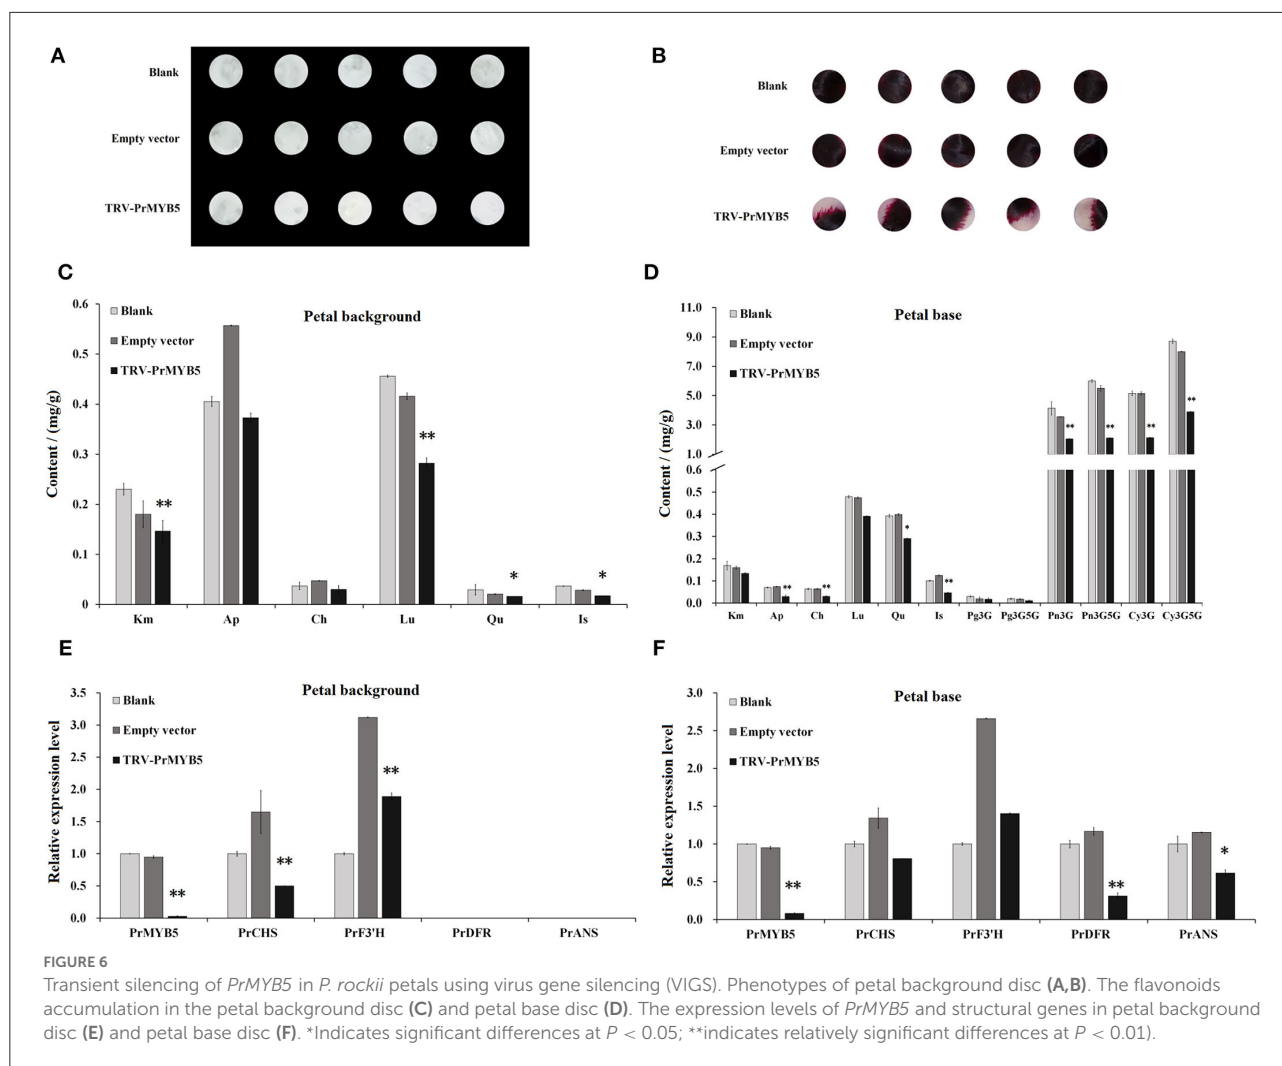 A
Blank
Empty vector
TRV-PrMYB5
B
Blank
Empty vector
TRV-PrMYB5
C
Petal background
Blank
Empty vector
TRV-PrMYB5
Content / (mg/g)
0.6
0.5
0.4
0.3
0.2
0.1
0
** ** * *
Km Ap Ch Lu Qu Is
D
Petal base
Blank
Empty vector
TRV-PrMYB5
Content / (mg/g)
11.0
9.0
7.0
5.0
3.0
1.0
0.6
0.5
0.4
0.3
0.2
0.1
0.0
** ** * ** ** ** ** **
Km Ap Ch Lu Qu Is Pg3G Pg3G5G Pn3G Pn3G5G Cy3G Cy3G5G
E
Petal background
Blank
Empty vector
TRV-PrMYB5
Relative expression level
3.5
3.0
2.5
2.0
1.5
1.0
0.5
0.0
** ** **
PrMYB5 PrCHS PrF3'H PrDFR PrANS
F
Petal base
Blank
Empty vector
TRV-PrMYB5
Relative expression level
3.0
2.5
2.0
1.5
1.0
0.5
0.0
** ** *
PrMYB5 PrCHS PrF3'H PrDFR PrANS
FIGURE 6
Transient silencing of PrMYB5 in P. rockii petals using virus gene silencing (VIGS). Phenotypes of petal background disc (A,B). The flavonoids
accumulation in the petal background disc (C) and petal base disc (D). The expression levels of PrMYB5 and structural genes in petal background
disc (E) and petal base disc (F). *Indicates significant differences at P < 0.05; **indicates relatively significant differences at P < 0.01).